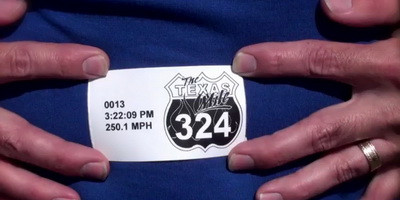 0013
3:22:09 PM
250.1 MPH
The
TEXAS
Mile
324